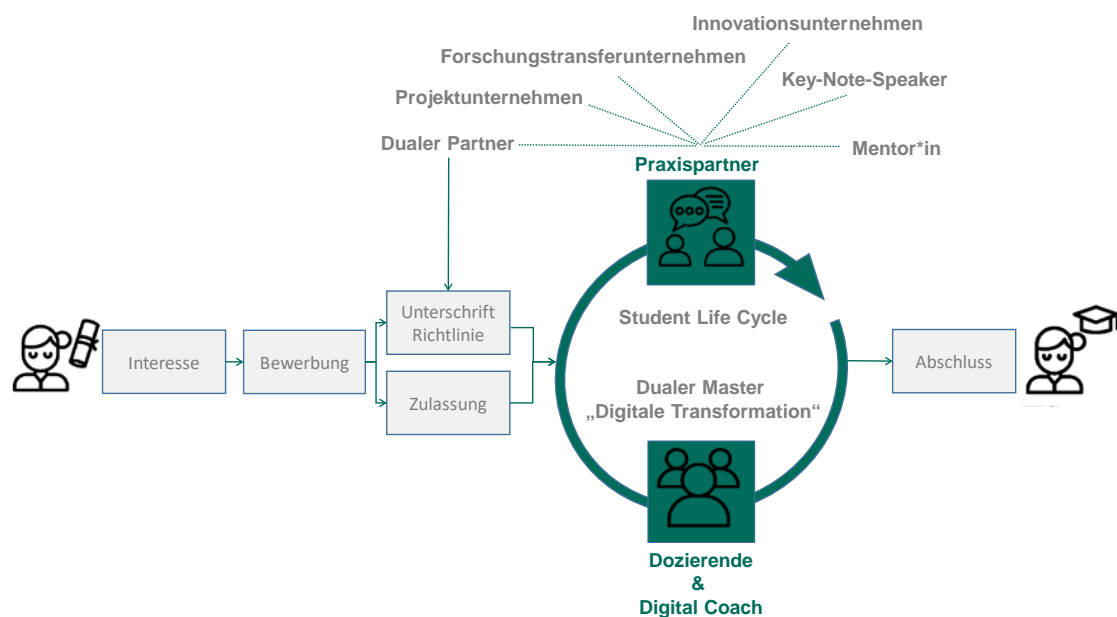 Innovationsunternehmen
Forschungstransferunternehmen
Key-Note-Speaker
Projektunternehmen
Dualer Partner
Mentor*in
Praxispartner
Unterschrift
Richtlinie
Student Life Cycle
Interesse
Bewerbung
Abschluss
Zulassung
Dualer Master
„Digitale Transformation“
Dozierende
&
Digital Coach